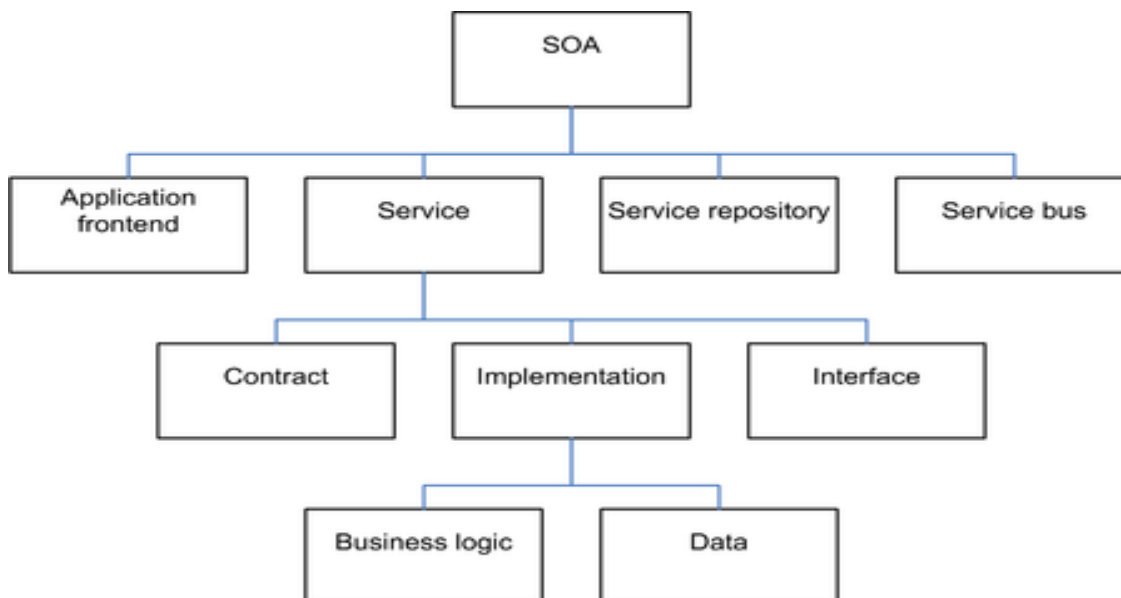 SOA
Application
frontend
Service
Service repository
Service bus
Contract
Implementation
Interface
Business logic
Data